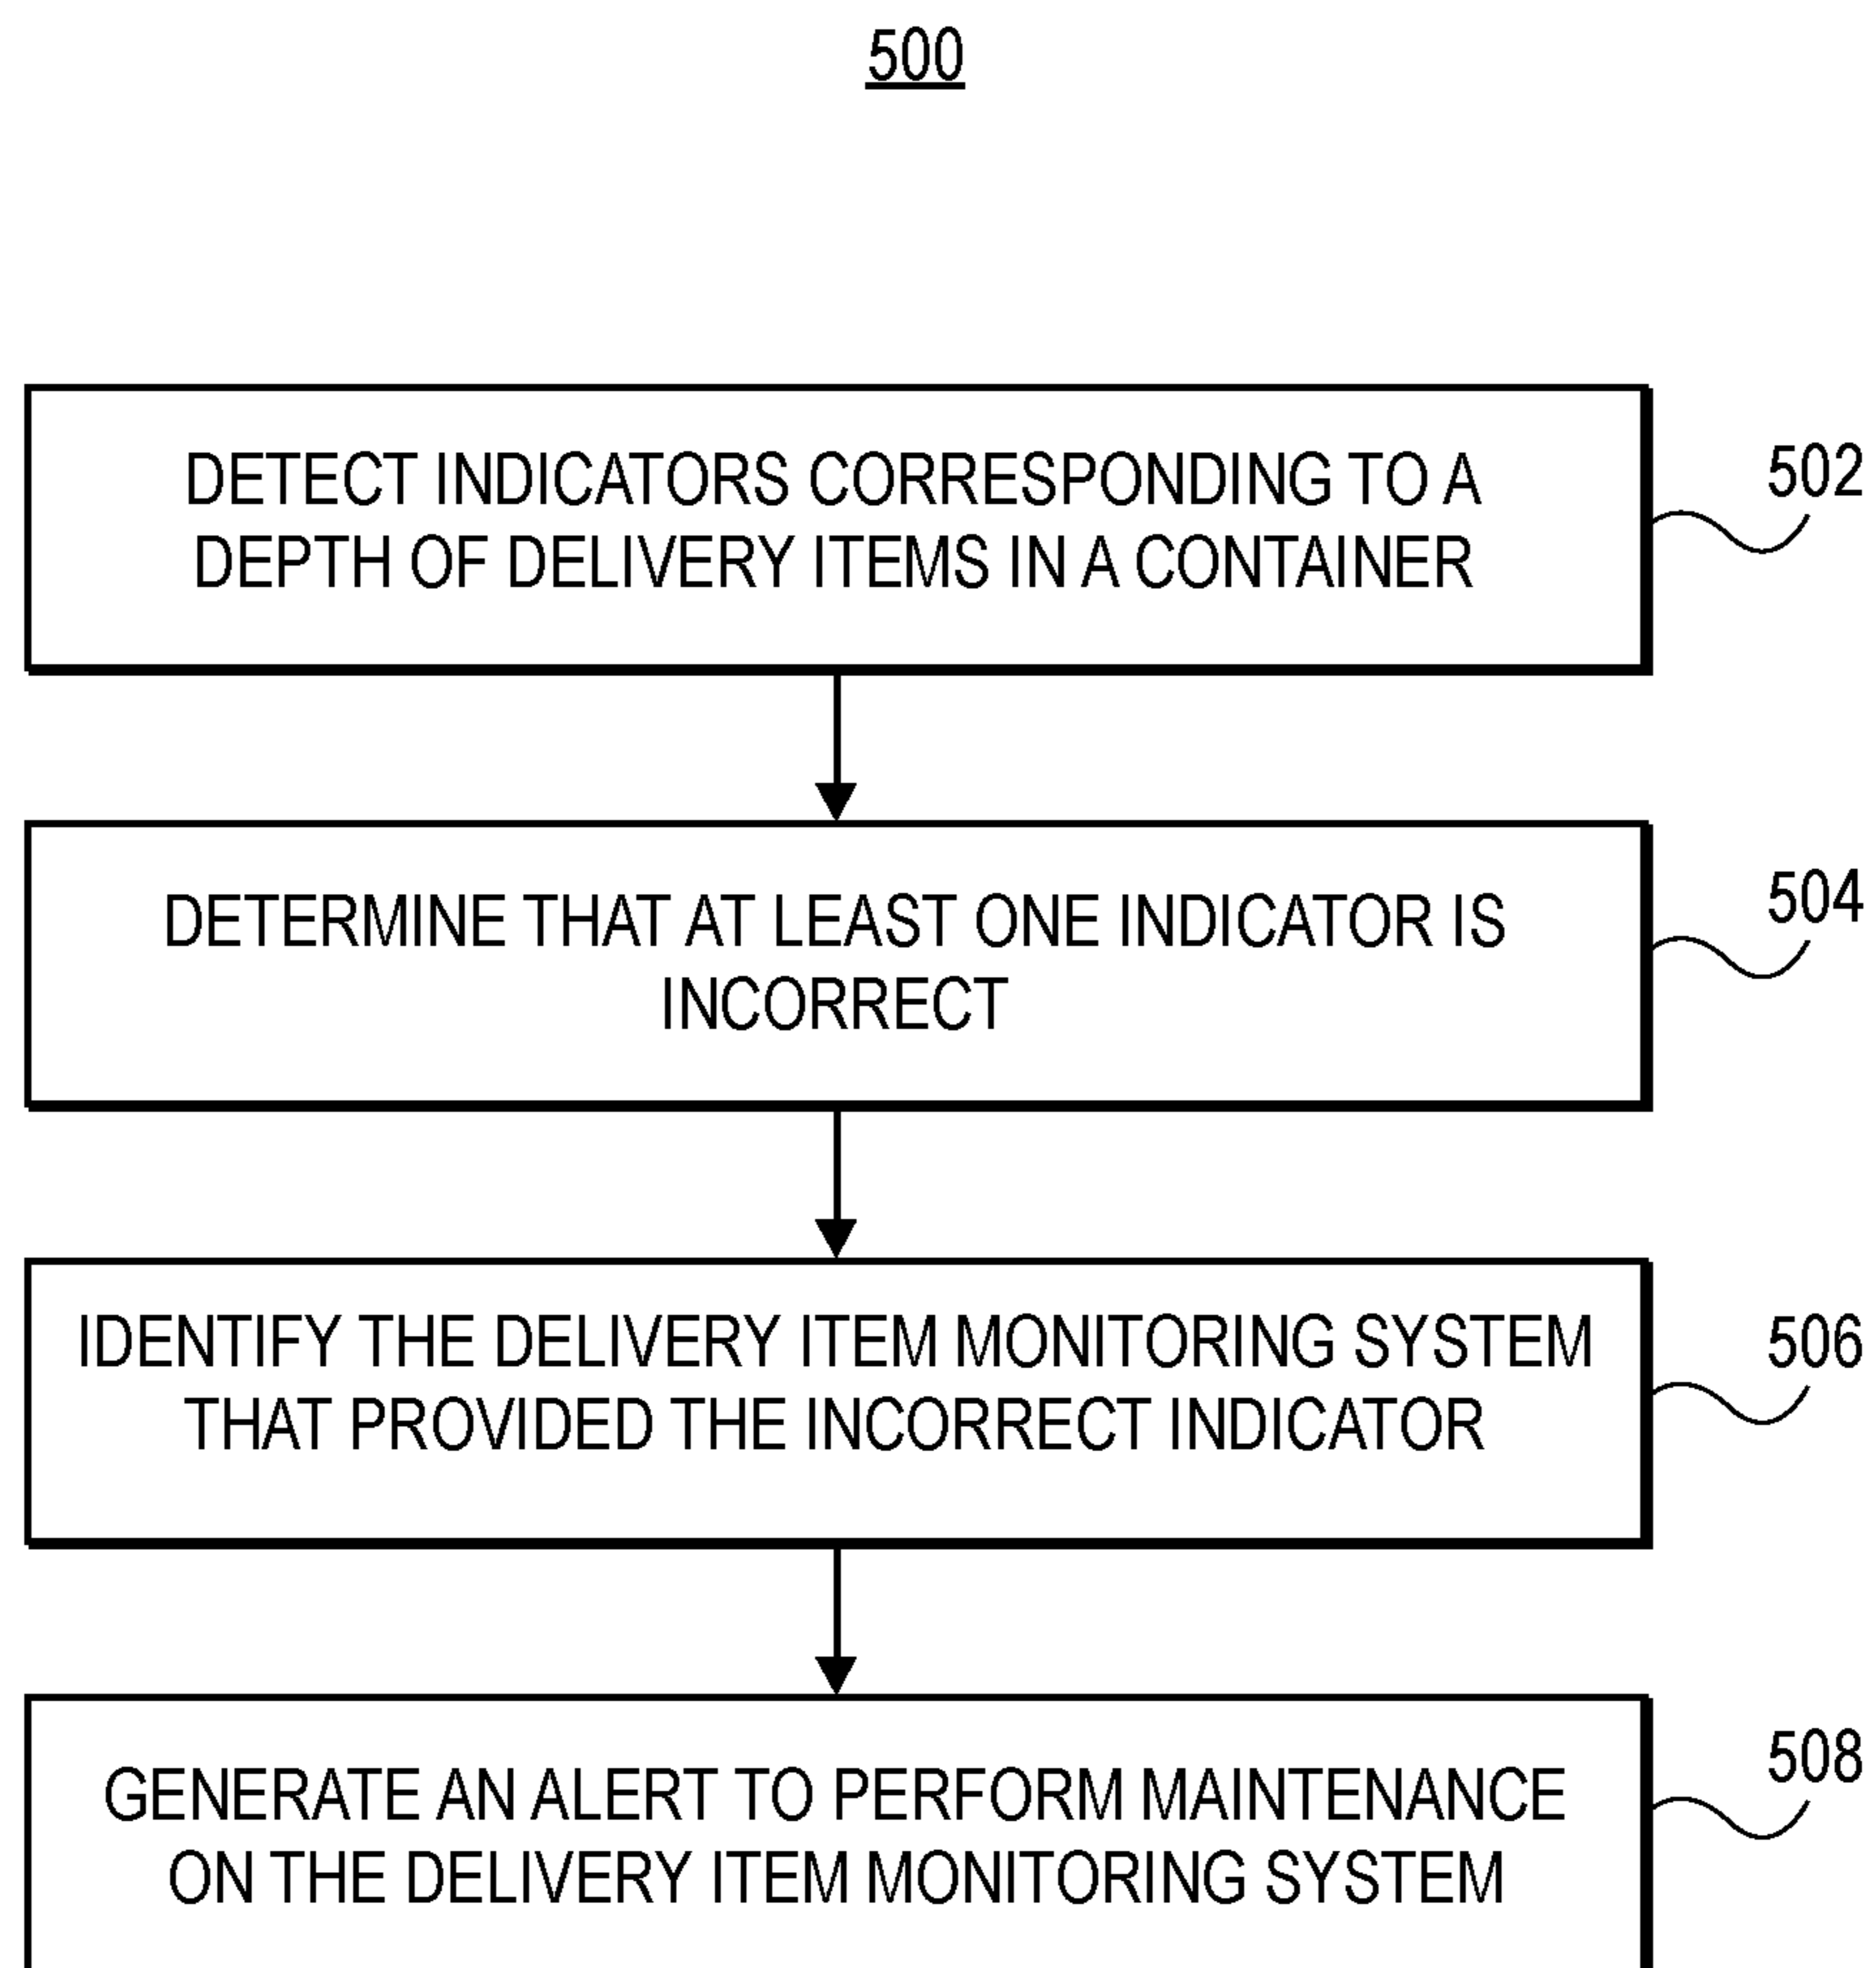 500
DETECT INDICATORS CORRESPONDING TO A
DEPTH OF DELIVERY ITEMS IN A CONTAINER
502
DETERMINE THAT AT LEAST ONE INDICATOR IS
INCORRECT
504
IDENTIFY THE DELIVERY ITEM MONITORING SYSTEM
THAT PROVIDED THE INCORRECT INDICATOR
506
GENERATE AN ALERT TO PERFORM MAINTENANCE
ON THE DELIVERY ITEM MONITORING SYSTEM
508